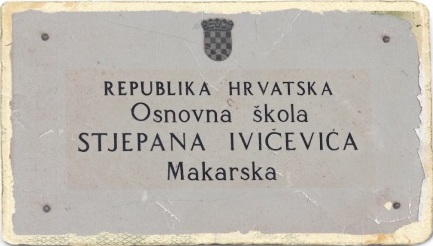 REPUBLIKA HRVATSKA
Osnovna škola
STJEPANA IVIČEVIĆA
Makarska